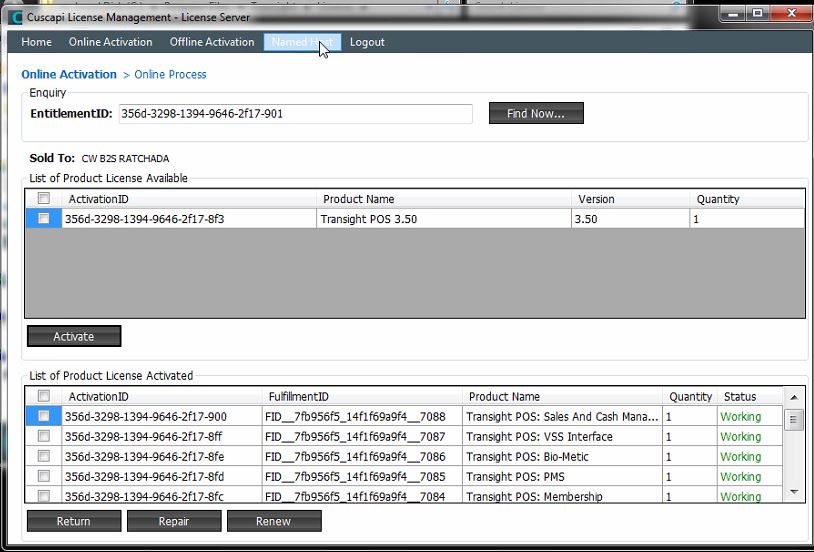 Cuscapi License Management - License Server
Home Online Activation Offline Activation Named Host Logout
Online Activation > Online Process
Enquiry
EntitlementID: 356d-3298-1394-9646-2f17-901 Find Now...
Sold To: CW B2S RATCHADA
List of Product License Available
ActivationID Product Name Version Quantity
356d-3298-1394-9646-2f17-8f3 Transight POS 3.50 3.50 1
Activate
List of Product License Activated
ActivationID FulfillmentID Product Name Quantity Status
356d-3298-1394-9646-2f17-900 FID__7fb956f5_14f1f69a9f4__7088 Transight POS: Sales And Cash Mana... 1 Working
356d-3298-1394-9646-2f17-8ff FID__7fb956f5_14f1f69a9f4__7087 Transight POS: VSS Interface 1 Working
356d-3298-1394-9646-2f17-8fe FID__7fb956f5_14f1f69a9f4__7086 Transight POS: Bio-Metic 1 Working
356d-3298-1394-9646-2f17-8fd FID__7fb956f5_14f1f69a9f4__7085 Transight POS: PMS 1 Working
356d-3298-1394-9646-2f17-8fc FID__7fb956f5_14f1f69a9f4__7084 Transight POS: Membership 1 Working
Return Repair Renew